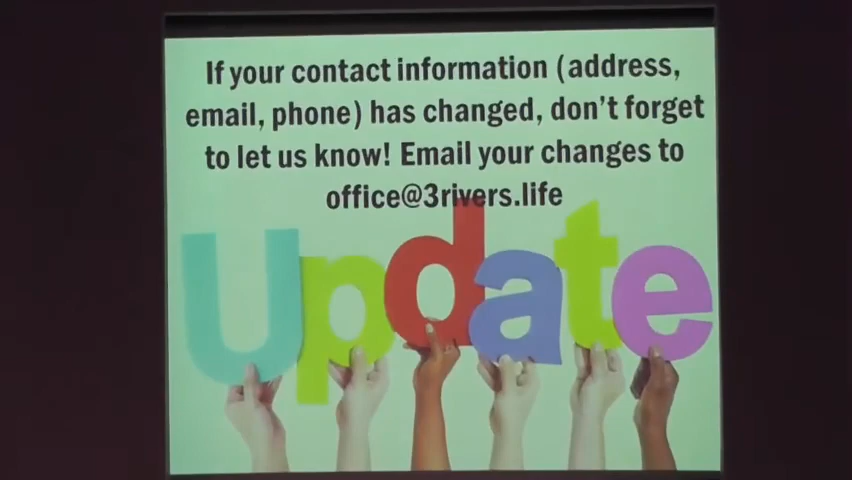 If your contact information (address,
email, phone) has changed, don't forget
to let us know! Email your changes to
office@3rivers.life
Update